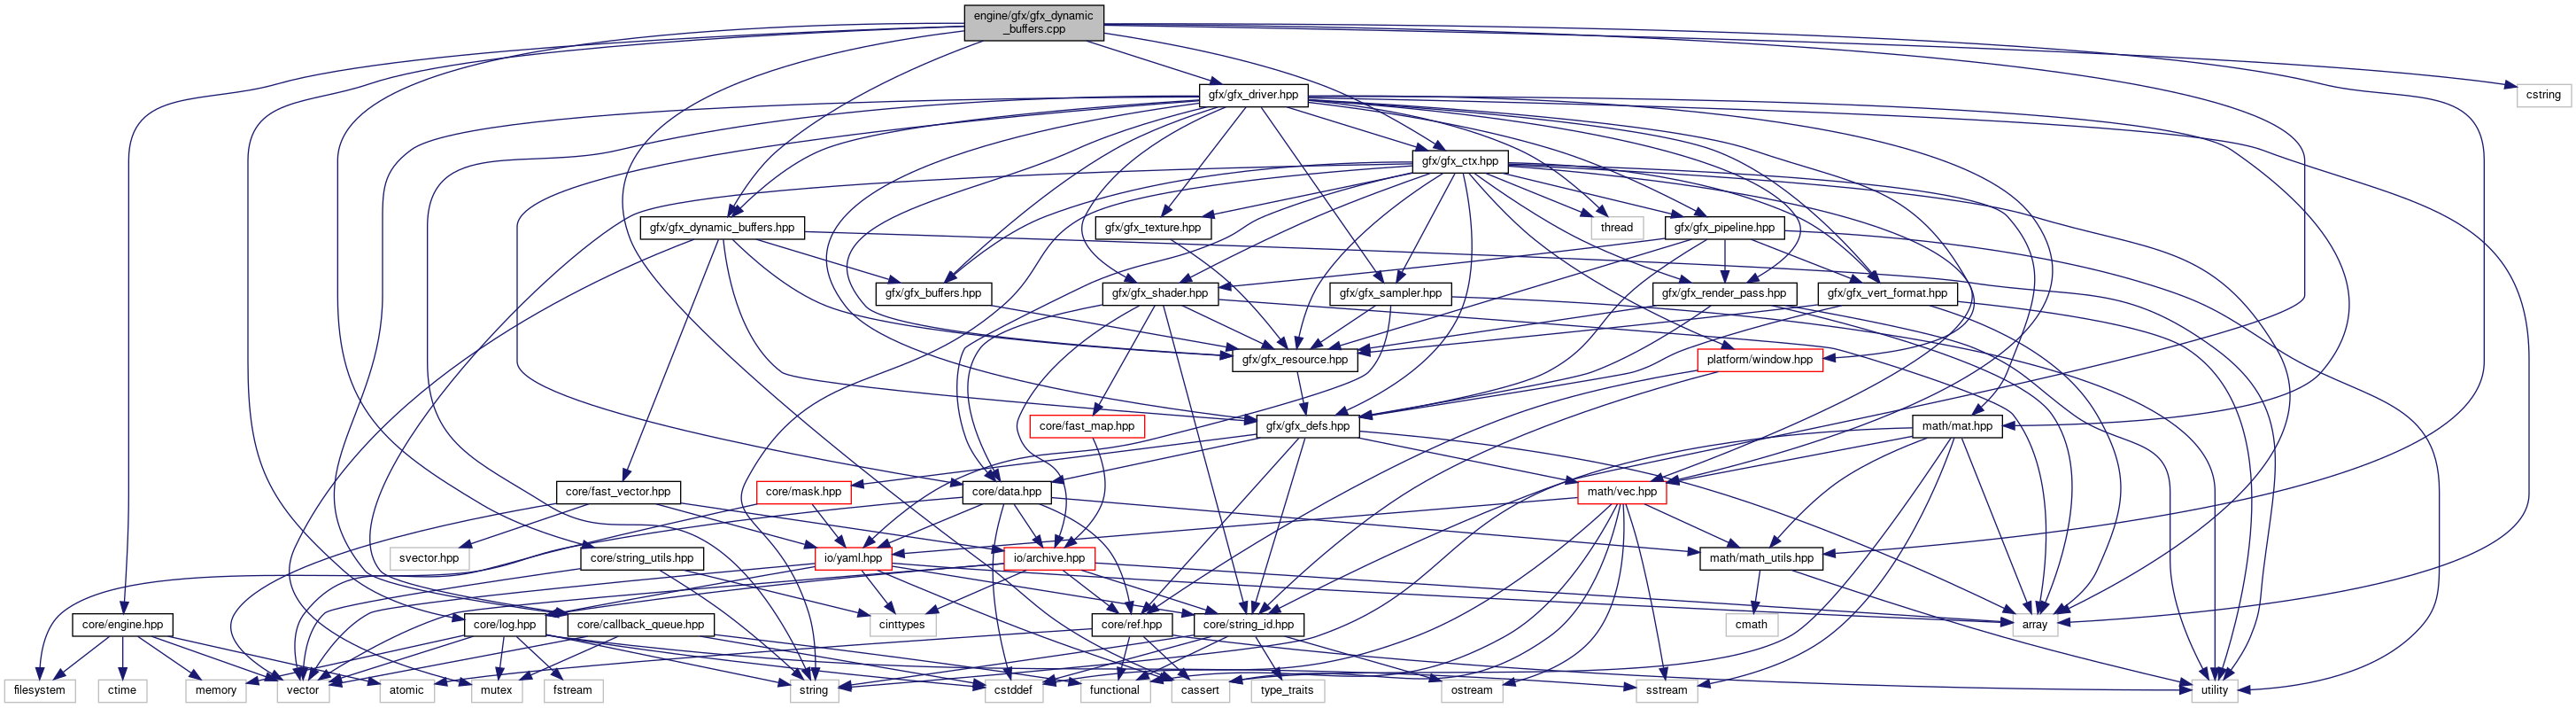 engine/gfx/gfx_dynamic
_buffers.cpp
gfx/gfx_driver.hpp
cstring
gfx/gfx_ctx.hpp
gfx/gfx_dynamic_buffers.hpp
gfx/gfx_texture.hpp
thread
gfx/gfx_pipeline.hpp
gfx/gfx_buffers.hpp
gfx/gfx_shader.hpp
gfx/gfx_sampler.hpp
gfx/gfx_render_pass.hpp
gfx/gfx_vert_format.hpp
gfx/gfx_resource.hpp
platform/window.hpp
core/fast_map.hpp
gfx/gfx_defs.hpp
math/mat.hpp
core/fast_vector.hpp
core/mask.hpp
core/data.hpp
math/vec.hpp
svector.hpp
core/string_utils.hpp
io/yaml.hpp
io/archive.hpp
math/math_utils.hpp
core/engine.hpp
core/log.hpp
core/callback_queue.hpp
cinttypes
core/ref.hpp
core/string_id.hpp
cmath
array
filesystem
ctime
memory
vector
atomic
mutex
fstream
string
cstddef
functional
cassert
type_traits
ostream
sstream
utility